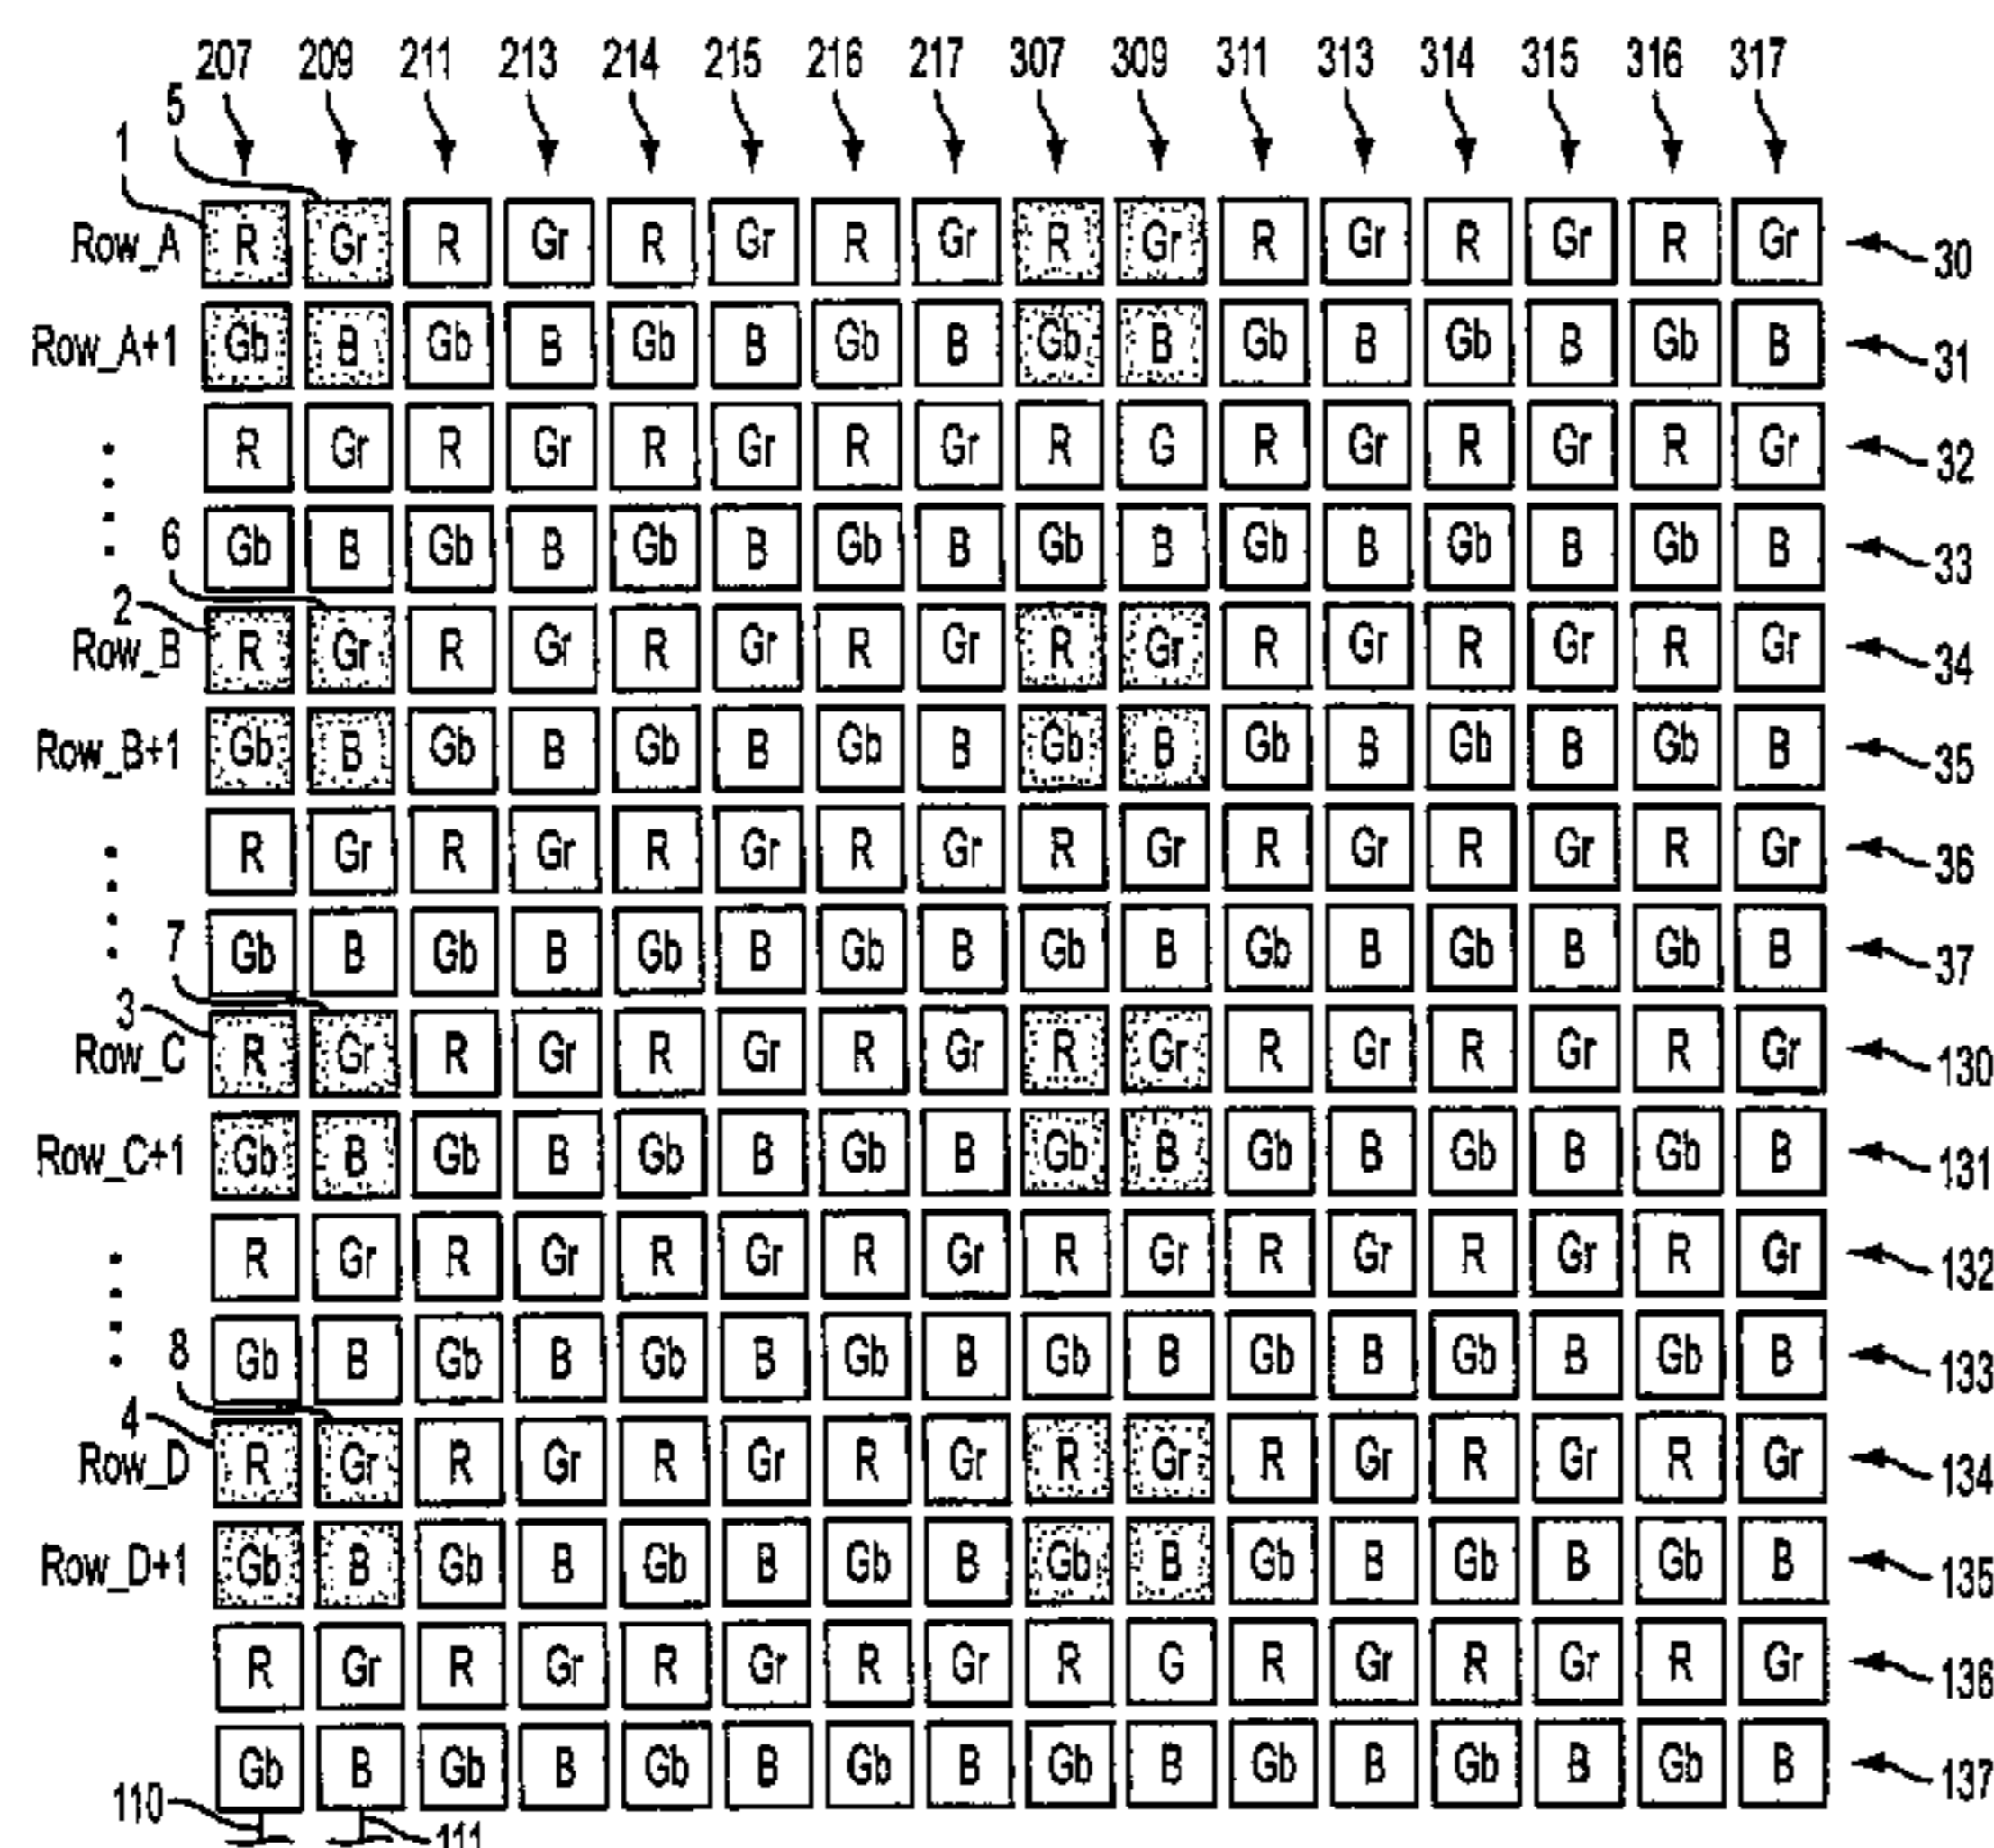 207 209 211 213 214 215 216 217 307 309 311 313 314 315 316 317
5
1
Row_A R Gr R Gr R Gr R Gr R Gr R Gr R Gr R Gr 30
Row_A+1 Gb B Gb B Gb B Gb B Gb B Gb B Gb B Gb B 31
R Gr R Gr R Gr R Gr R G R Gr R Gr R Gr 32
6 Gb B Gb B Gb B Gb B Gb B Gb B Gb B Gb B 33
2
Row_B R Gr R Gr R Gr R Gr R Gr R Gr R Gr R Gr 34
Row_B+1 Gb B Gb B Gb B Gb B Gb B Gb B Gb B Gb B 35
R Gr R Gr R Gr R Gr R Gr R Gr R Gr R Gr 36
7 Gb B Gb B Gb B Gb B Gb B Gb B Gb B Gb B 37
3
Row_C R Gr R Gr R Gr R Gr R Gr R Gr R Gr R Gr 130
Row_C+1 Gb B Gb B Gb B Gb B Gb B Gb B Gb B Gb B 131
R Gr R Gr R Gr R Gr R Gr R Gr R Gr R Gr 132
8 Gb B Gb B Gb B Gb B Gb B Gb B Gb B Gb B 133
4
Row_D R Gr R Gr R Gr R Gr R Gr R Gr R Gr R Gr 134
Row_D+1 Gb B Gb B Gb B Gb B Gb B Gb B Gb B Gb B 135
R Gr R Gr R Gr R Gr R G R Gr R Gr R Gr 136
Gb B Gb B Gb B Gb B Gb B Gb B Gb B Gb B 137
110 111